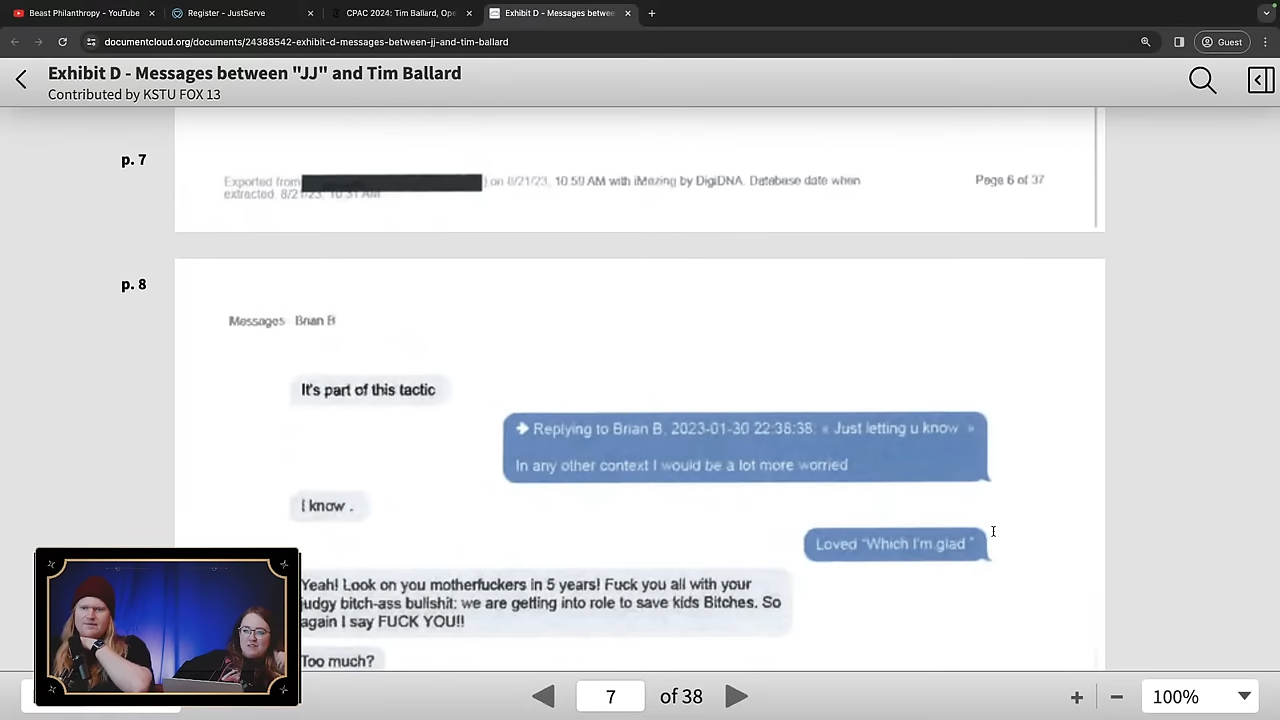 Beast Philanthropy - YouTube
Register - JustServe
CPAC 2024: Tim Ballard, Ope
Exhibit D - Messages betwee
documentcloud.org/documents/24388542-exhibit-d-messages-between-jj-and-tim-ballard
Guest
Exhibit D - Messages between "JJ" and Tim Ballard
Contributed by KSTU FOX 13
p. 7
Exported from ) on 8/21/23, 10:59 AM with iMazing by DigiDNA. Database date when
extracted: 8/2 /23, 10:31 AM
Page 6 of 37
p. 8
Messages - Brian B
It's part of this tactic
➔ Replying to Brian B, 2023-01-30 22:38:38: « Just letting u know »
In any other context I would be a lot more worried
I know .
Loved “Which I'm glad ”
Yeah! Look on you motherfuckers in 5 years! Fuck you all with your
judgy bitch-ass bullshit: we are getting into role to save kids Bitches. So
again I say FUCK YOU!!
Too much?
7 of 38
100%